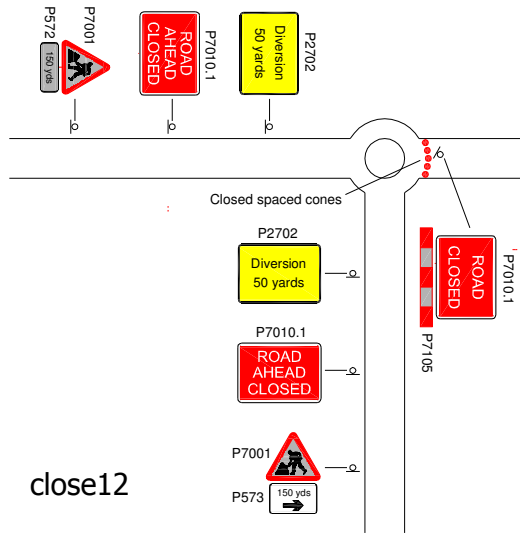 P572
150 yds
P7001
ROAD
AHEAD
CLOSED
P7010.1
Diversion
50 yards
P2702
Closed spaced cones
P2702
Diversion
50 yards
P7010.1
ROAD
AHEAD
CLOSED
P7001
P573
150 yds
ROAD
CLOSED
P7010.1
P7105
close12